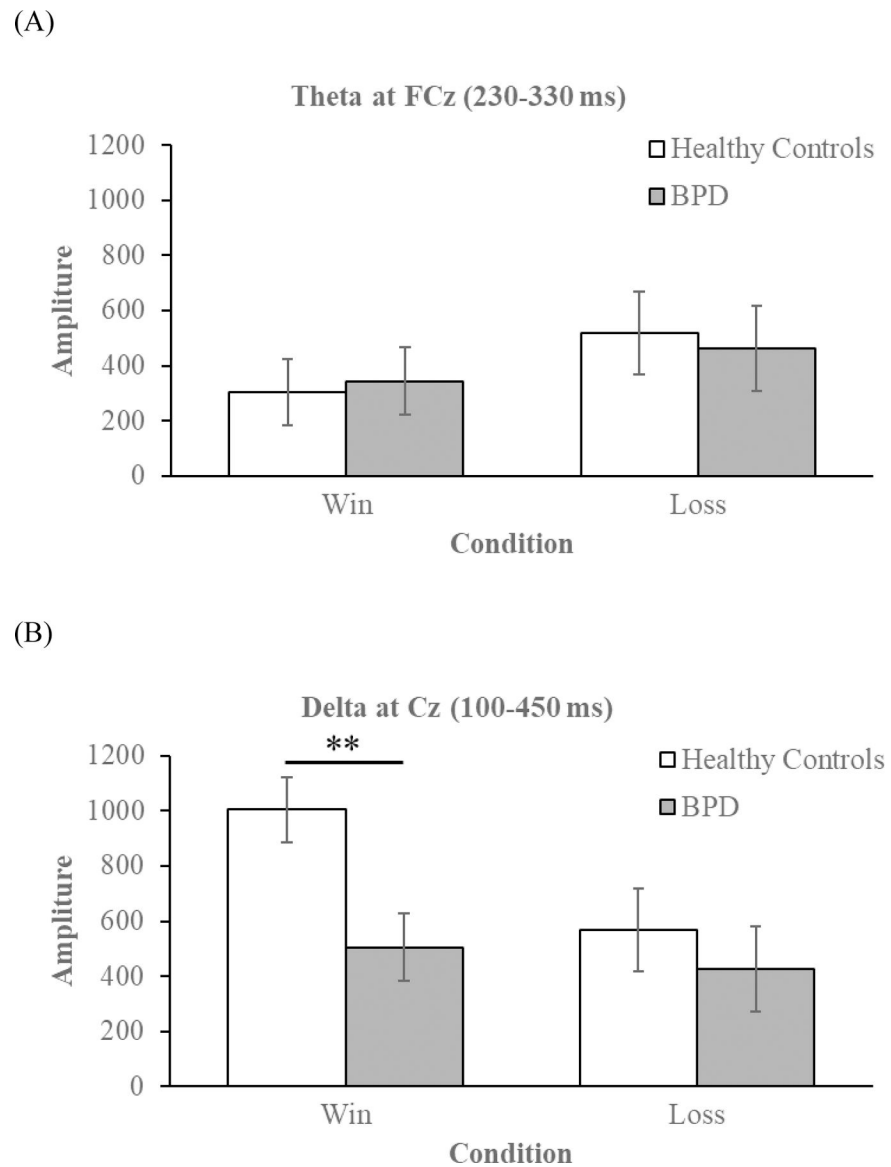 (A)
Theta at FCz (230-330 ms)
Healthy Controls
BPD
1200
1000
800
600
400
200
0
Ampliture
Win
Loss
Condition
(B)
Delta at Cz (100-450 ms)
**
Healthy Controls
BPD
1200
1000
800
600
400
200
0
Ampliture
Win
Loss
Condition